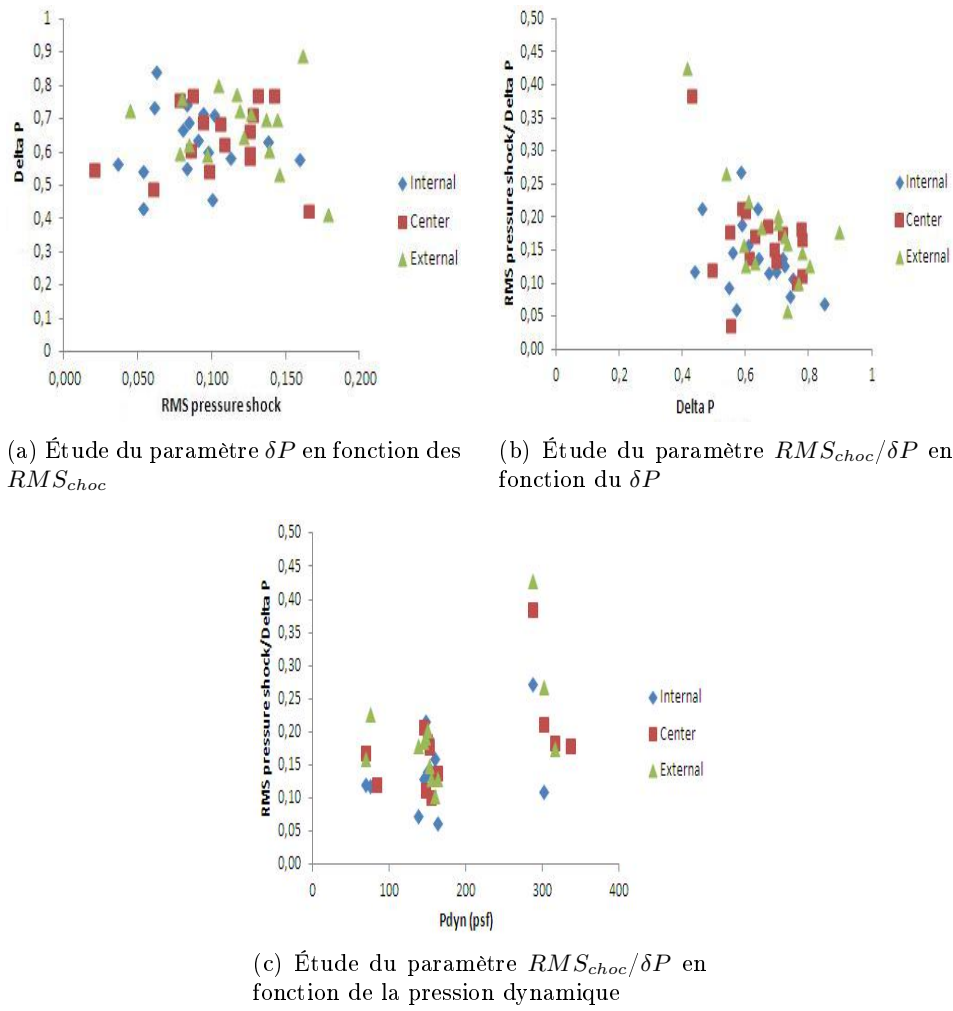 1
0,9
0,8
0,7
0,6
0,5
0,4
0,3
0,2
0,1
0
Delta P
0,000 0,050 0,100 0,150 0,200
RMS pressure shock
Internal
Center
External
0,50
0,45
0,40
0,35
0,30
0,25
0,20
0,15
0,10
0,05
0,00
RMS pressure shock/ Delta P
0 0,2 0,4 0,6 0,8 1
Delta P
Internal
Center
External
(a) Étude du paramètre δP en fonction des
RMS_choc
(b) Étude du paramètre RMS_choc/δP en
fonction du δP
0,50
0,45
0,40
0,35
0,30
0,25
0,20
0,15
0,10
0,05
0,00
RMS pressure shock/Delta P
0 100 200 300 400
Pdyn (psf)
Internal
Center
External
(c) Étude du paramètre RMS_choc/δP en
fonction de la pression dynamique